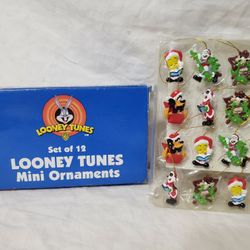 LOONEY TUNES
Set of 12
LOONEY TUNES
Mini Ornaments